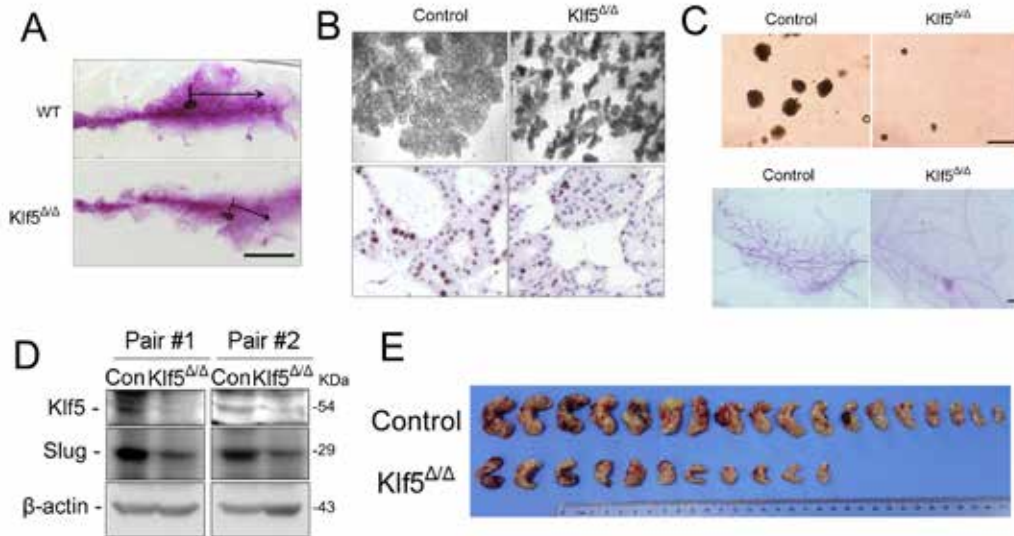 A
WT
Klf5Δ/Δ
B
Control Klf5Δ/Δ
C
Control Klf5Δ/Δ
Control Klf5Δ/Δ
D
Pair #1 Pair #2
Con Klf5Δ/Δ Con Klf5Δ/Δ KDa
Klf5 - -54
Slug - -29
β-actin - -43
E
Control
Klf5Δ/Δ